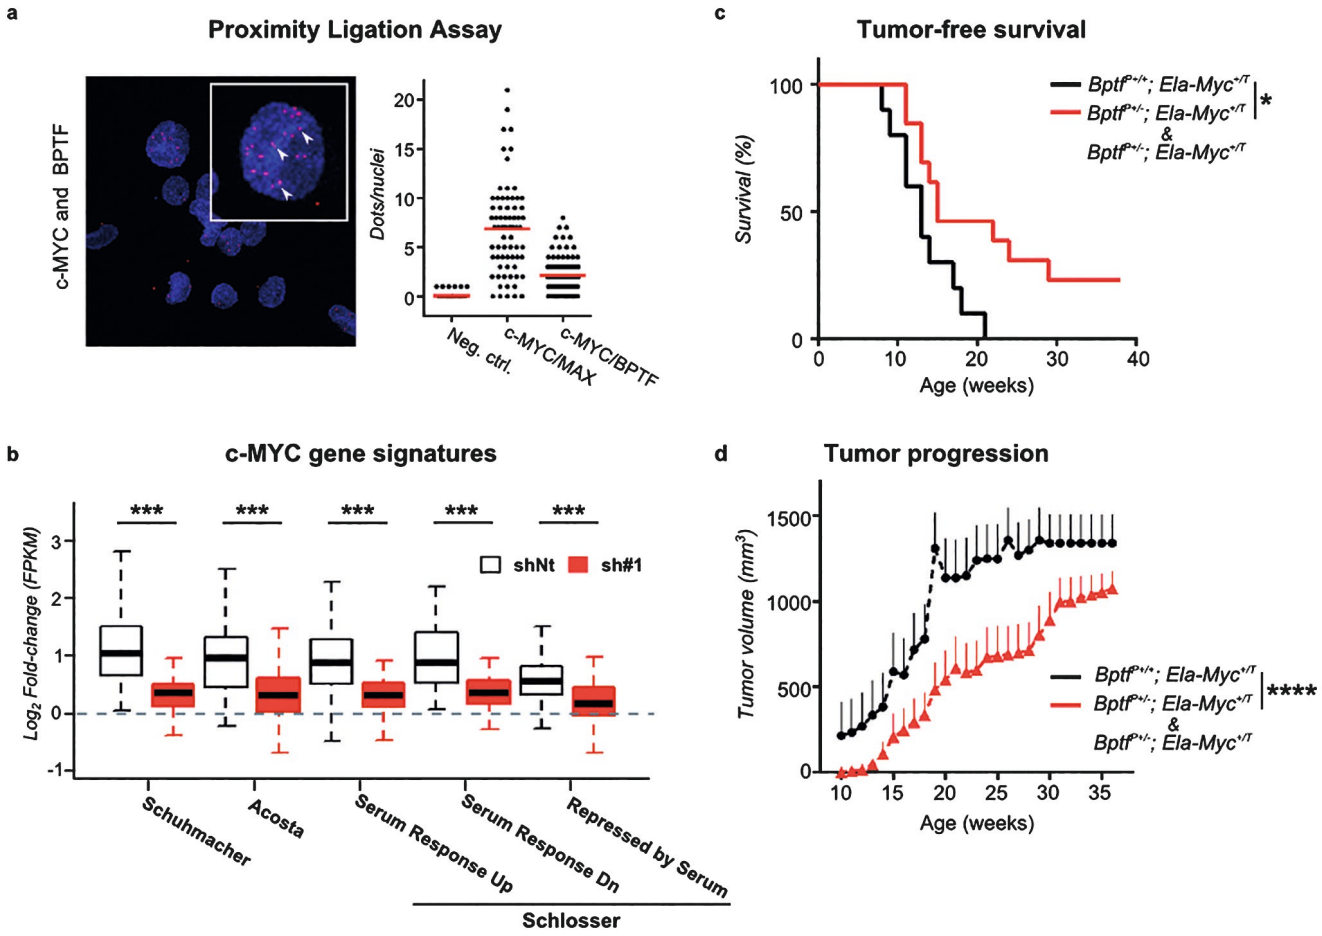 a
Proximity Ligation Assay
c-MYC and BPTF
Dots/nuclei
20
15
10
5
0
Neg. ctrl.
c-MYC/MAX
c-MYC/BPTF
c
Tumor-free survival
Survival (%)
100
50
0
0 10 20 30 40
Age (weeks)
Bptf^P+/+; Ela-Myc^+/T
Bptf^P+/-; Ela-Myc^+/T
&
Bptf^P+/-; Ela-Myc^+/T
*
b
c-MYC gene signatures
Log2 Fold-change (FPKM)
3
2
1
0
-1
*** *** *** *** ***
shNt sh#1
Schuhmacher
Acosta
Serum Response Up
Serum Response Dn
Repressed by Serum
Schlosser
d
Tumor progression
Tumor volume (mm³)
1500
1000
500
0
10 15 20 25 30 35
Age (weeks)
Bptf^P+/+; Ela-Myc^+/T
Bptf^P+/-; Ela-Myc^+/T
&
Bptf^P+/-; Ela-Myc^+/T
****